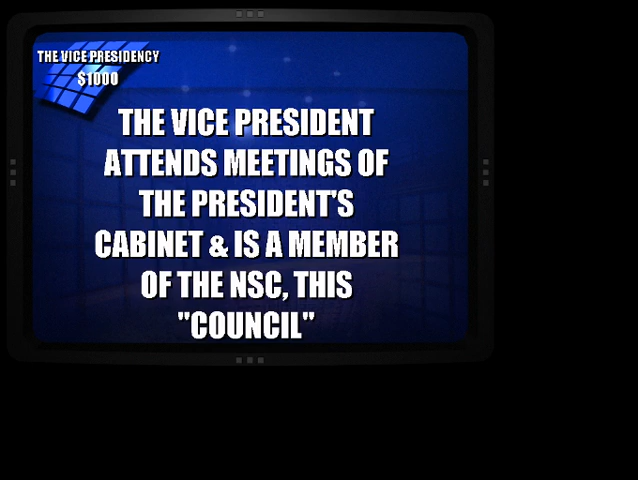 THE VICE PRESIDENCY
$1000
THE VICE PRESIDENT
ATTENDS MEETINGS OF
THE PRESIDENT'S
CABINET & IS A MEMBER
OF THE NSC, THIS
"COUNCIL"